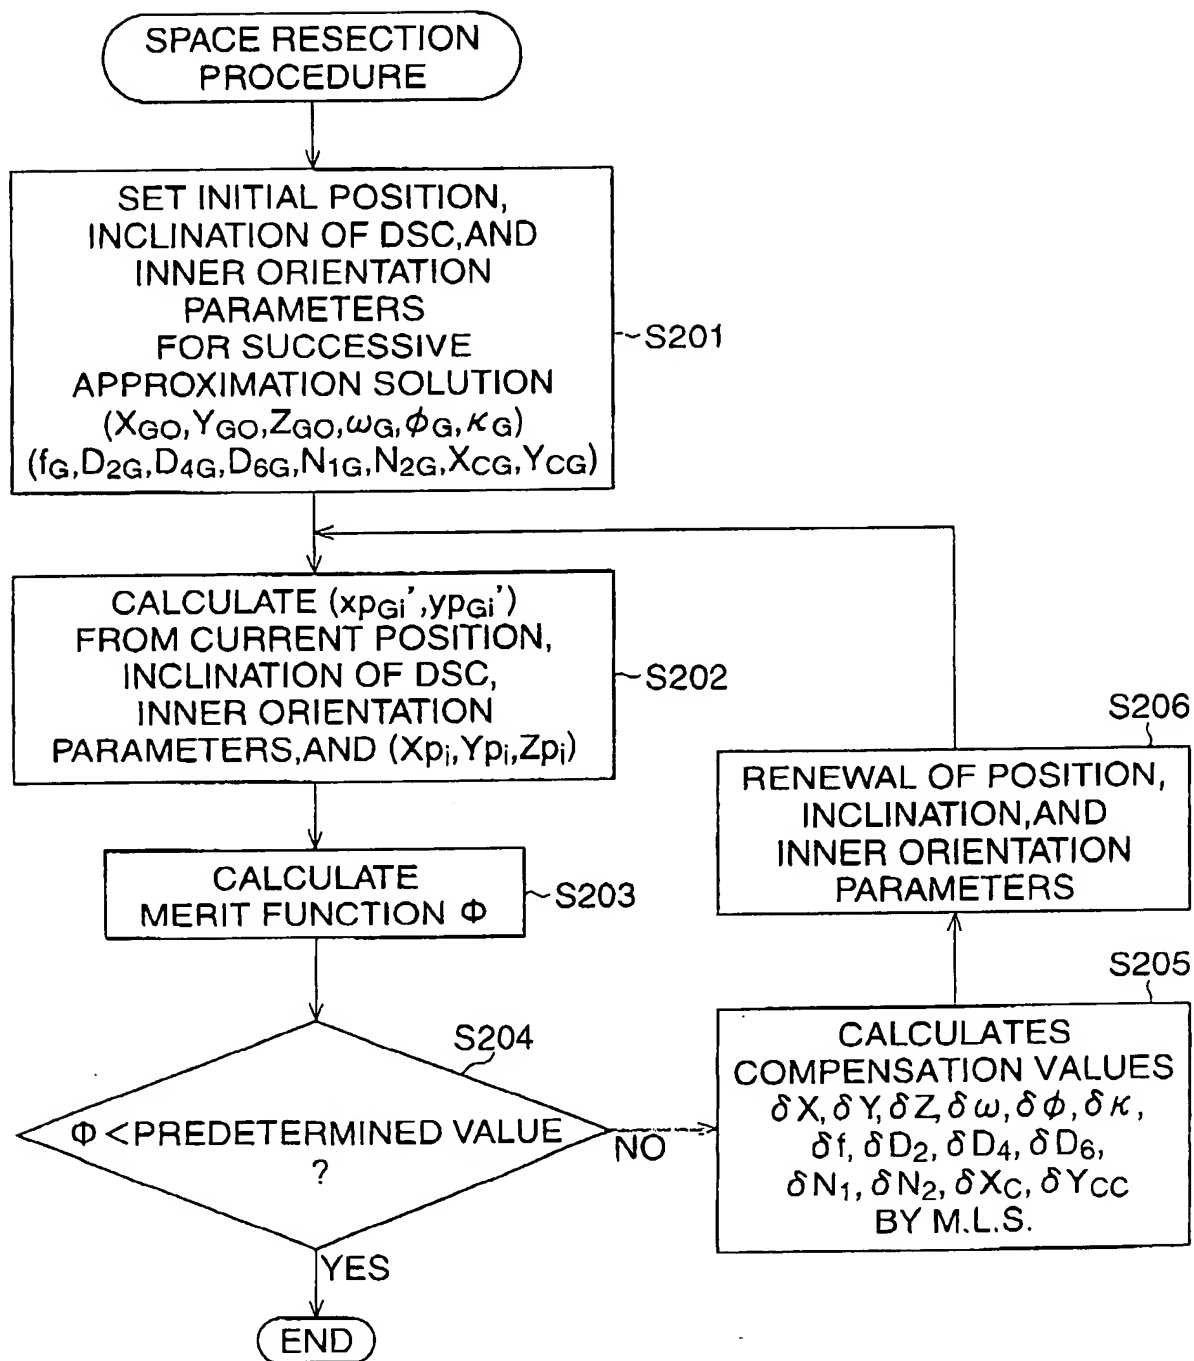 SPACE RESECTION
PROCEDURE
SET INITIAL POSITION,
INCLINATION OF DSC,AND
INNER ORIENTATION
PARAMETERS
FOR SUCCESSIVE
APPROXIMATION SOLUTION
(XGO,YGO,ZGO,ωG,ϕG,κG)
(fG,D2G,D4G,D6G,N1G,N2G,XCG,YCG)
S201
CALCULATE (xpGi',ypGi')
FROM CURRENT POSITION,
INCLINATION OF DSC,
INNER ORIENTATION
PARAMETERS,AND (Xpi,Ypi,Zpi)
S202
CALCULATE
MERIT FUNCTION Φ
S203
S204
Φ<PREDETERMINED VALUE
?
NO
YES
END
S206
RENEWAL OF POSITION,
INCLINATION,AND
INNER ORIENTATION
PARAMETERS
S205
CALCULATES
COMPENSATION VALUES
δX, δY, δZ, δω, δϕ, δκ,
δf, δD2, δD4, δD6,
δN1, δN2, δXC, δYCC
BY M.L.S.